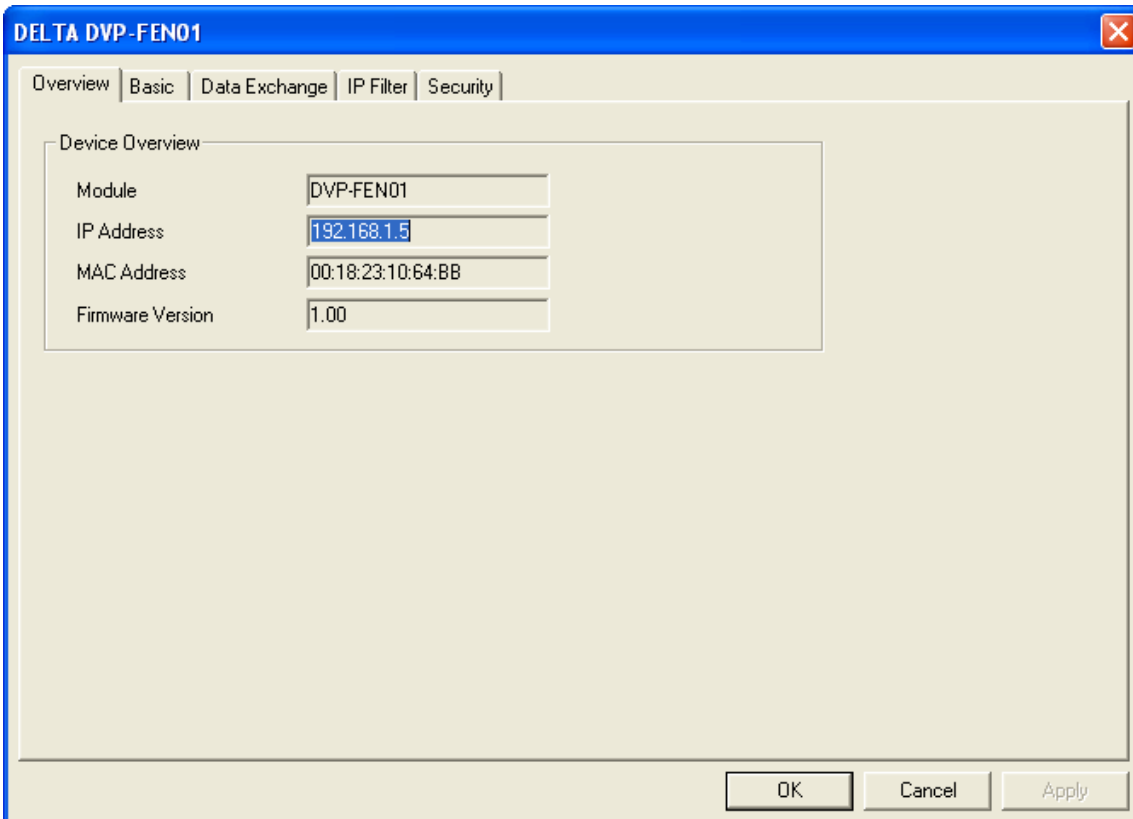 DELTA DVP-FEN01
Overview Basic Data Exchange IP Filter Security
Device Overview
Module DVP-FEN01
IP Address 192.168.1.5
MAC Address 00:18:23:10:64:BB
Firmware Version 1.00
OK Cancel Apply